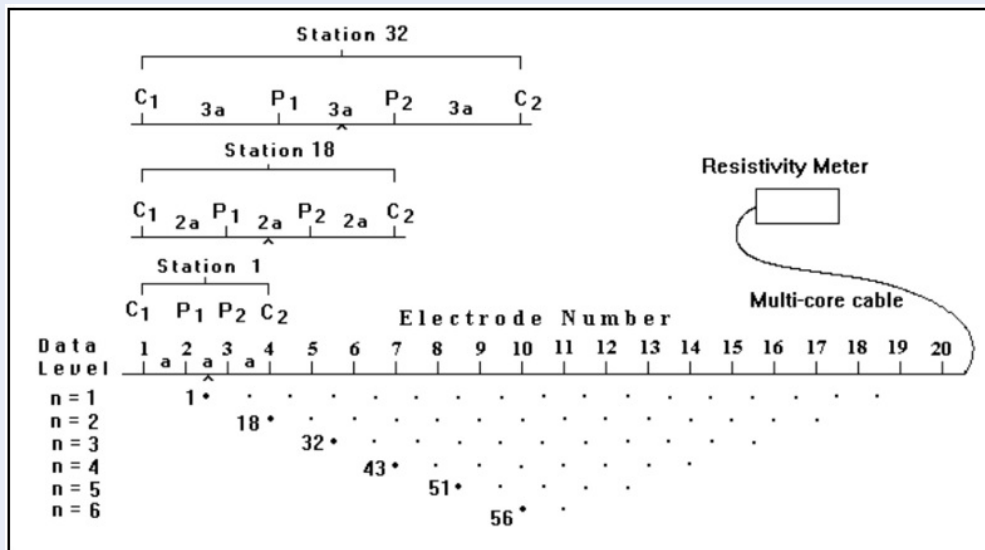 Station 32
C1 3a P1 3a P2 3a C2
Station 18
C1 2a P1 2a P2 2a C2
Resistivity Meter
Station 1
C1 P1 P2 C2
Multi-core cable
Electrode Number
Data Level
1 2 3 4 5 6 7 8 9 10 11 12 13 14 15 16 17 18 19 20
a a a
n = 1 1
n = 2 18
n = 3 32
n = 4 43
n = 5 51
n = 6 56